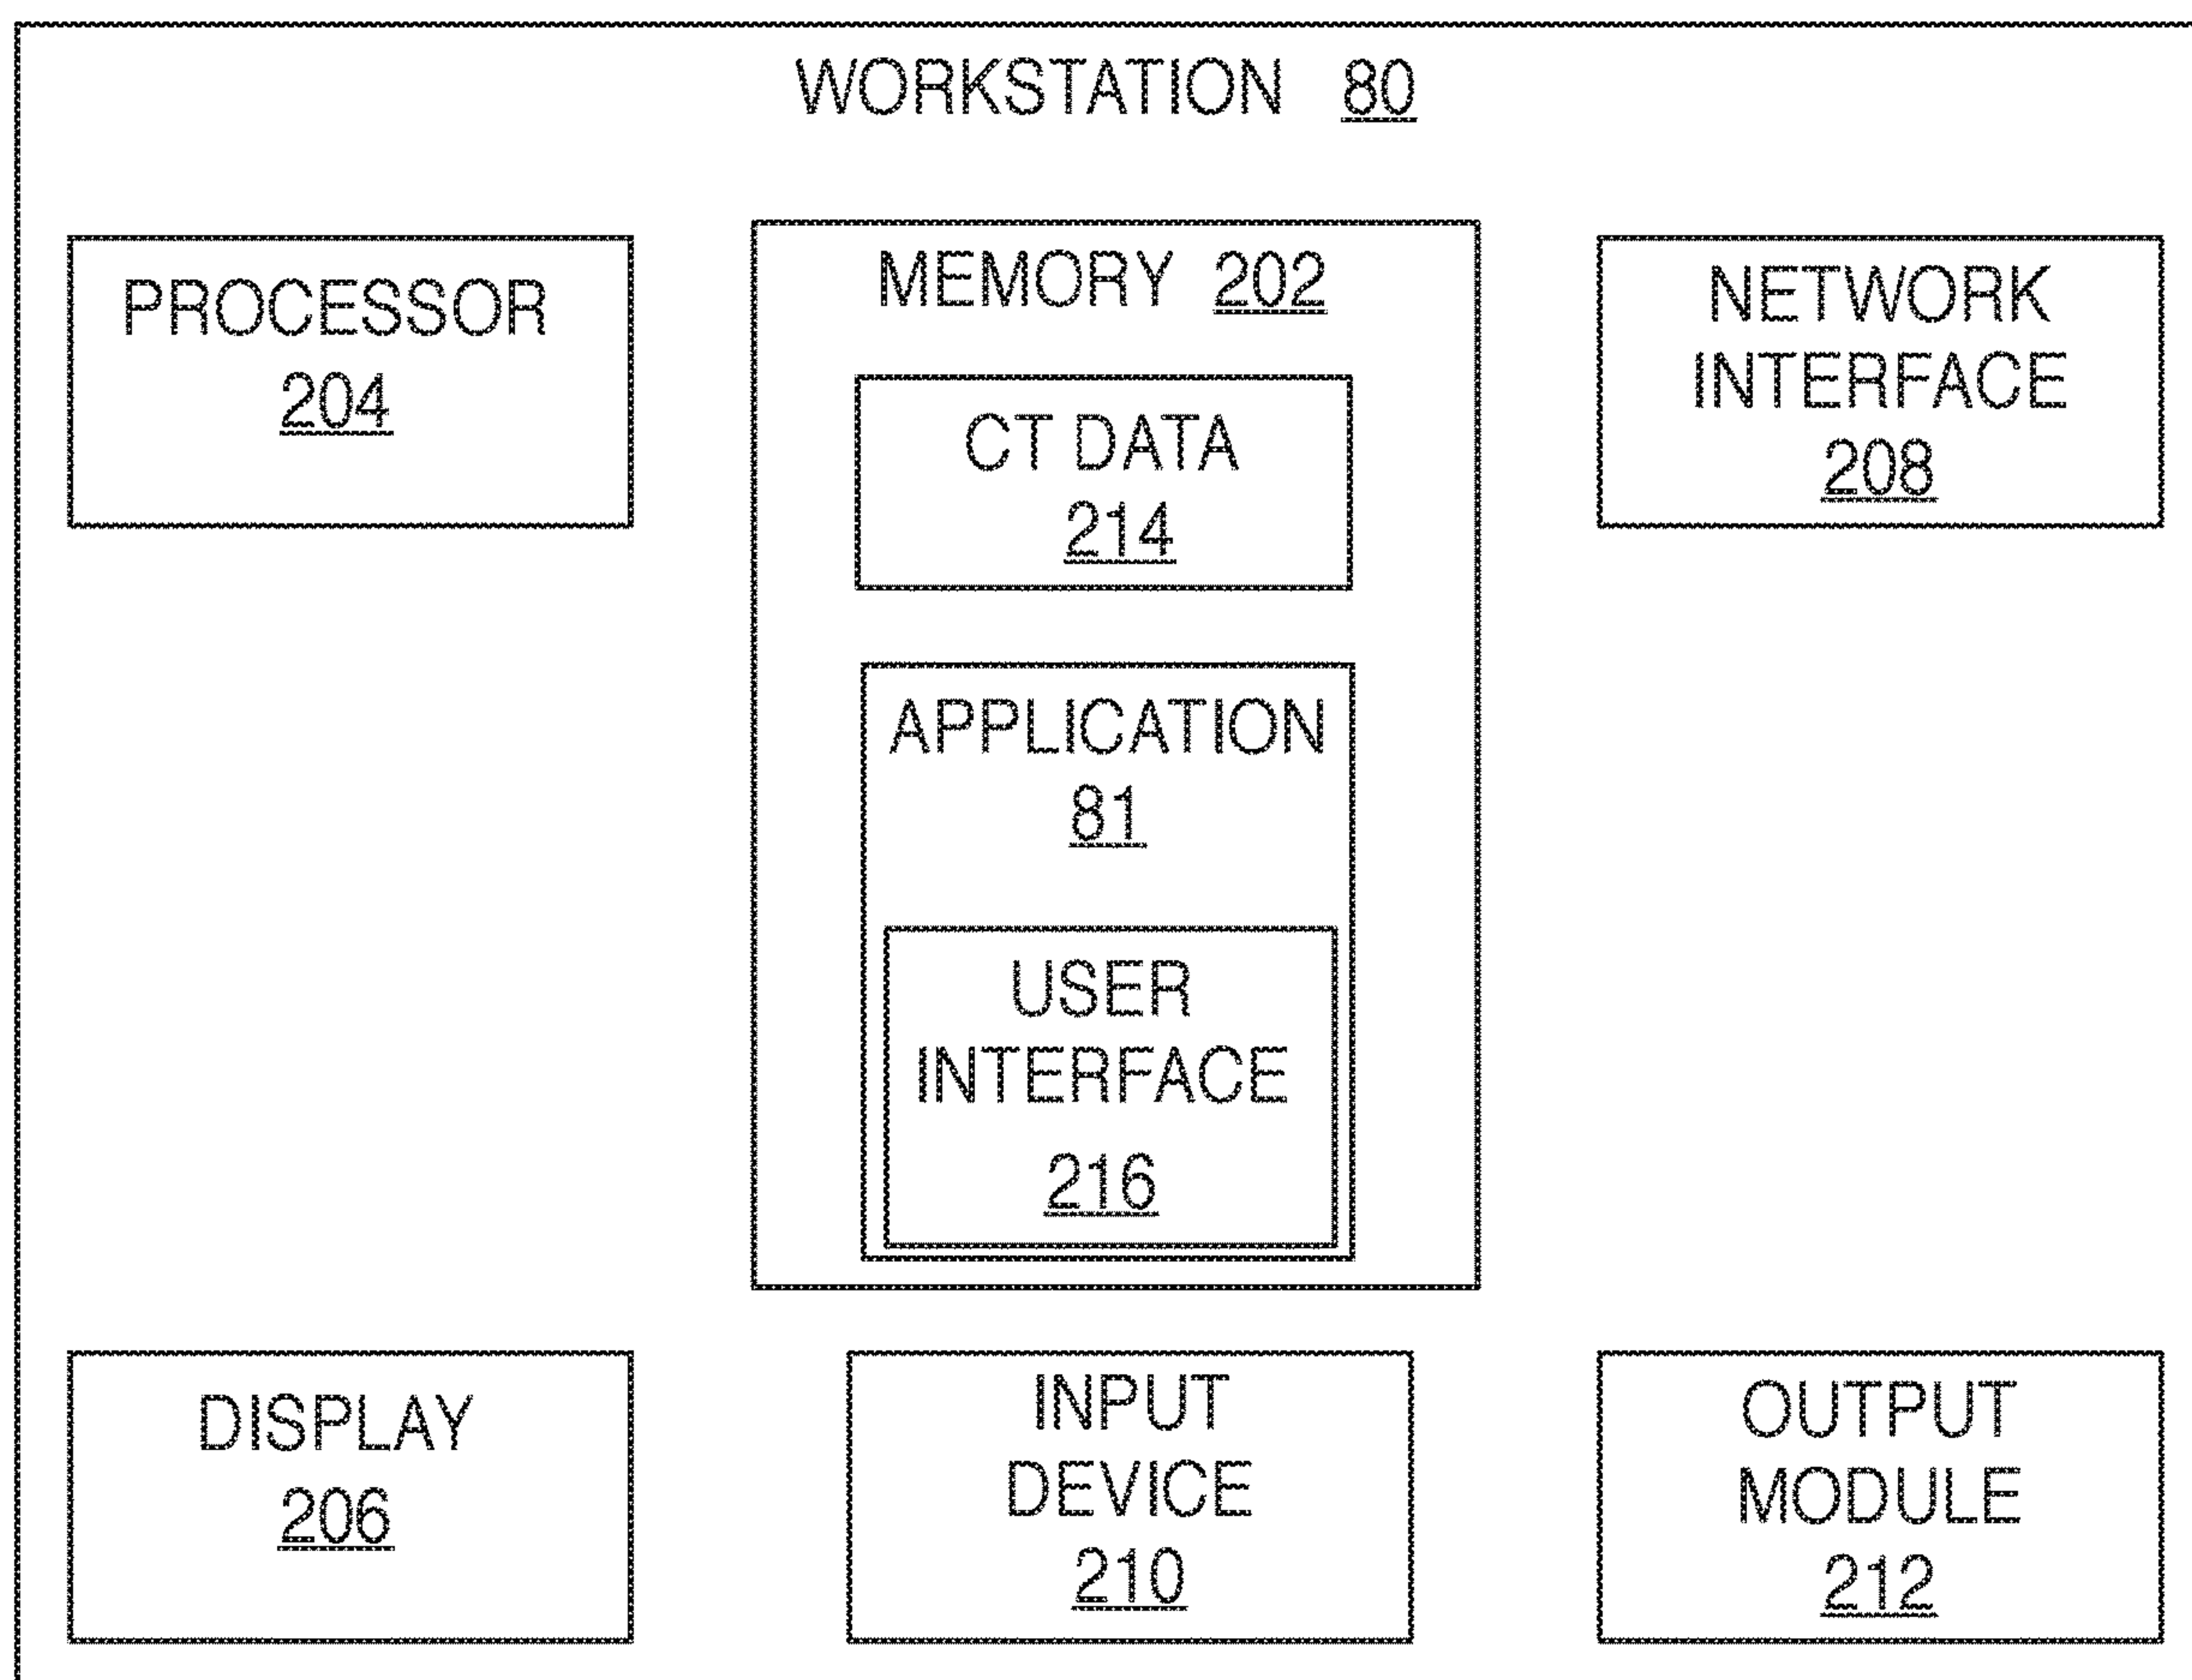 WORKSTATION 80
PROCESSOR
204
MEMORY 202
CT DATA
214
APPLICATION
81
USER
INTERFACE
216
NETWORK
INTERFACE
208
DISPLAY
206
INPUT
DEVICE
210
OUTPUT
MODULE
212